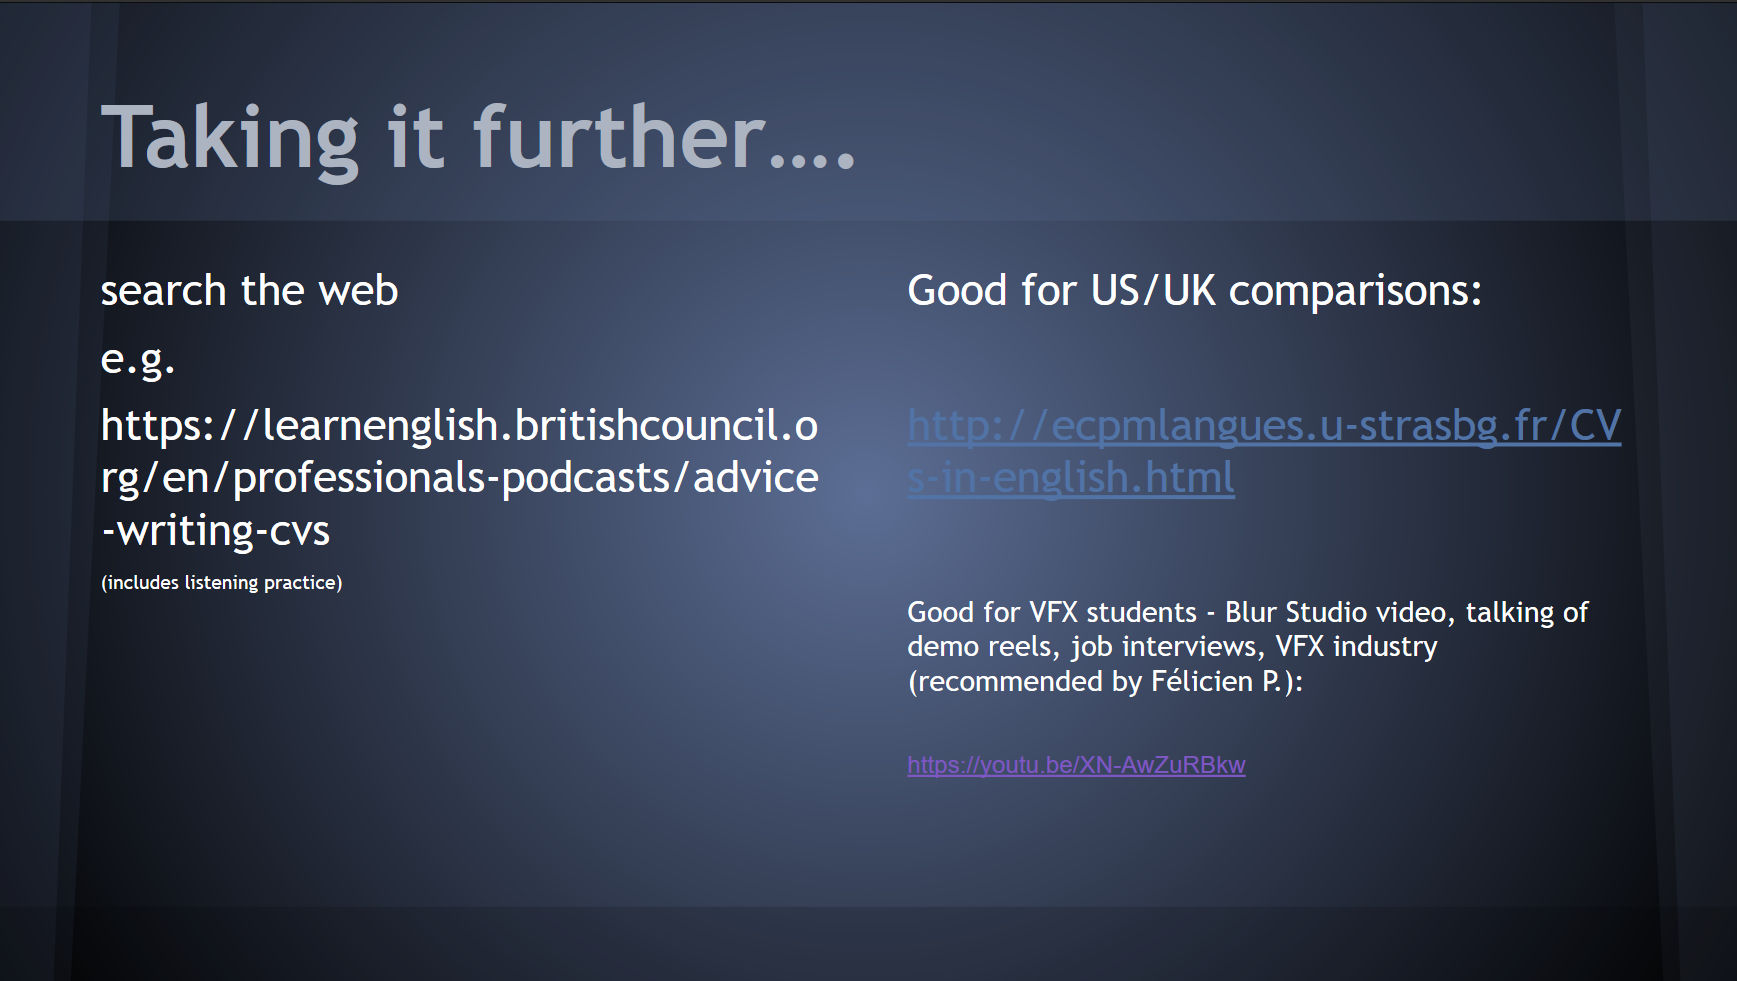 Taking it further....
search the web
e.g.
https://learnenglish.britishcouncil.o
rg/en/professionals-podcasts/advice
-writing-cvs
(includes listening practice)
Good for US/UK comparisons:
http://ecpmlangues.u-strasbg.fr/CV
s-in-english.html
Good for VFX students - Blur Studio video, talking of
demo reels, job interviews, VFX industry
(recommended by Félicien P.):
https://youtu.be/XN-AwZuRBkw